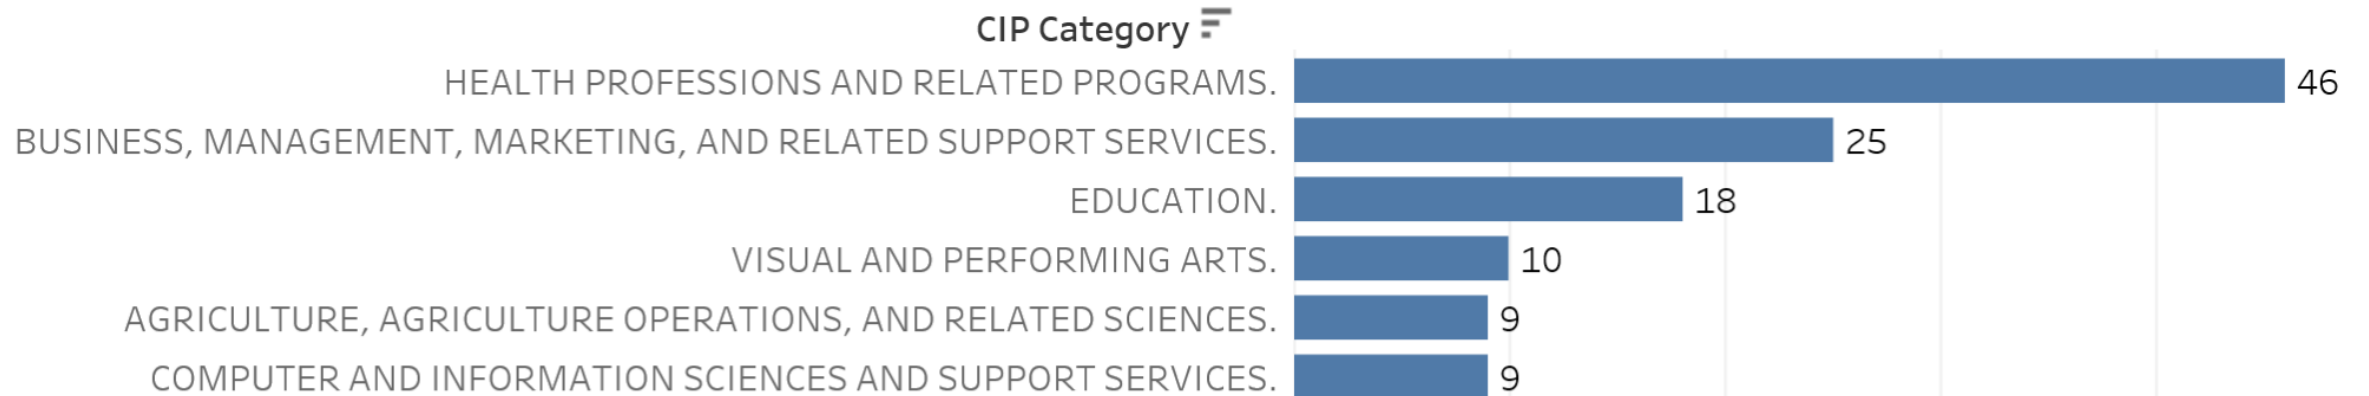 CIP Category
HEALTH PROFESSIONS AND RELATED PROGRAMS. 46
BUSINESS, MANAGEMENT, MARKETING, AND RELATED SUPPORT SERVICES. 25
EDUCATION. 18
VISUAL AND PERFORMING ARTS. 10
AGRICULTURE, AGRICULTURE OPERATIONS, AND RELATED SCIENCES. 9
COMPUTER AND INFORMATION SCIENCES AND SUPPORT SERVICES. 9